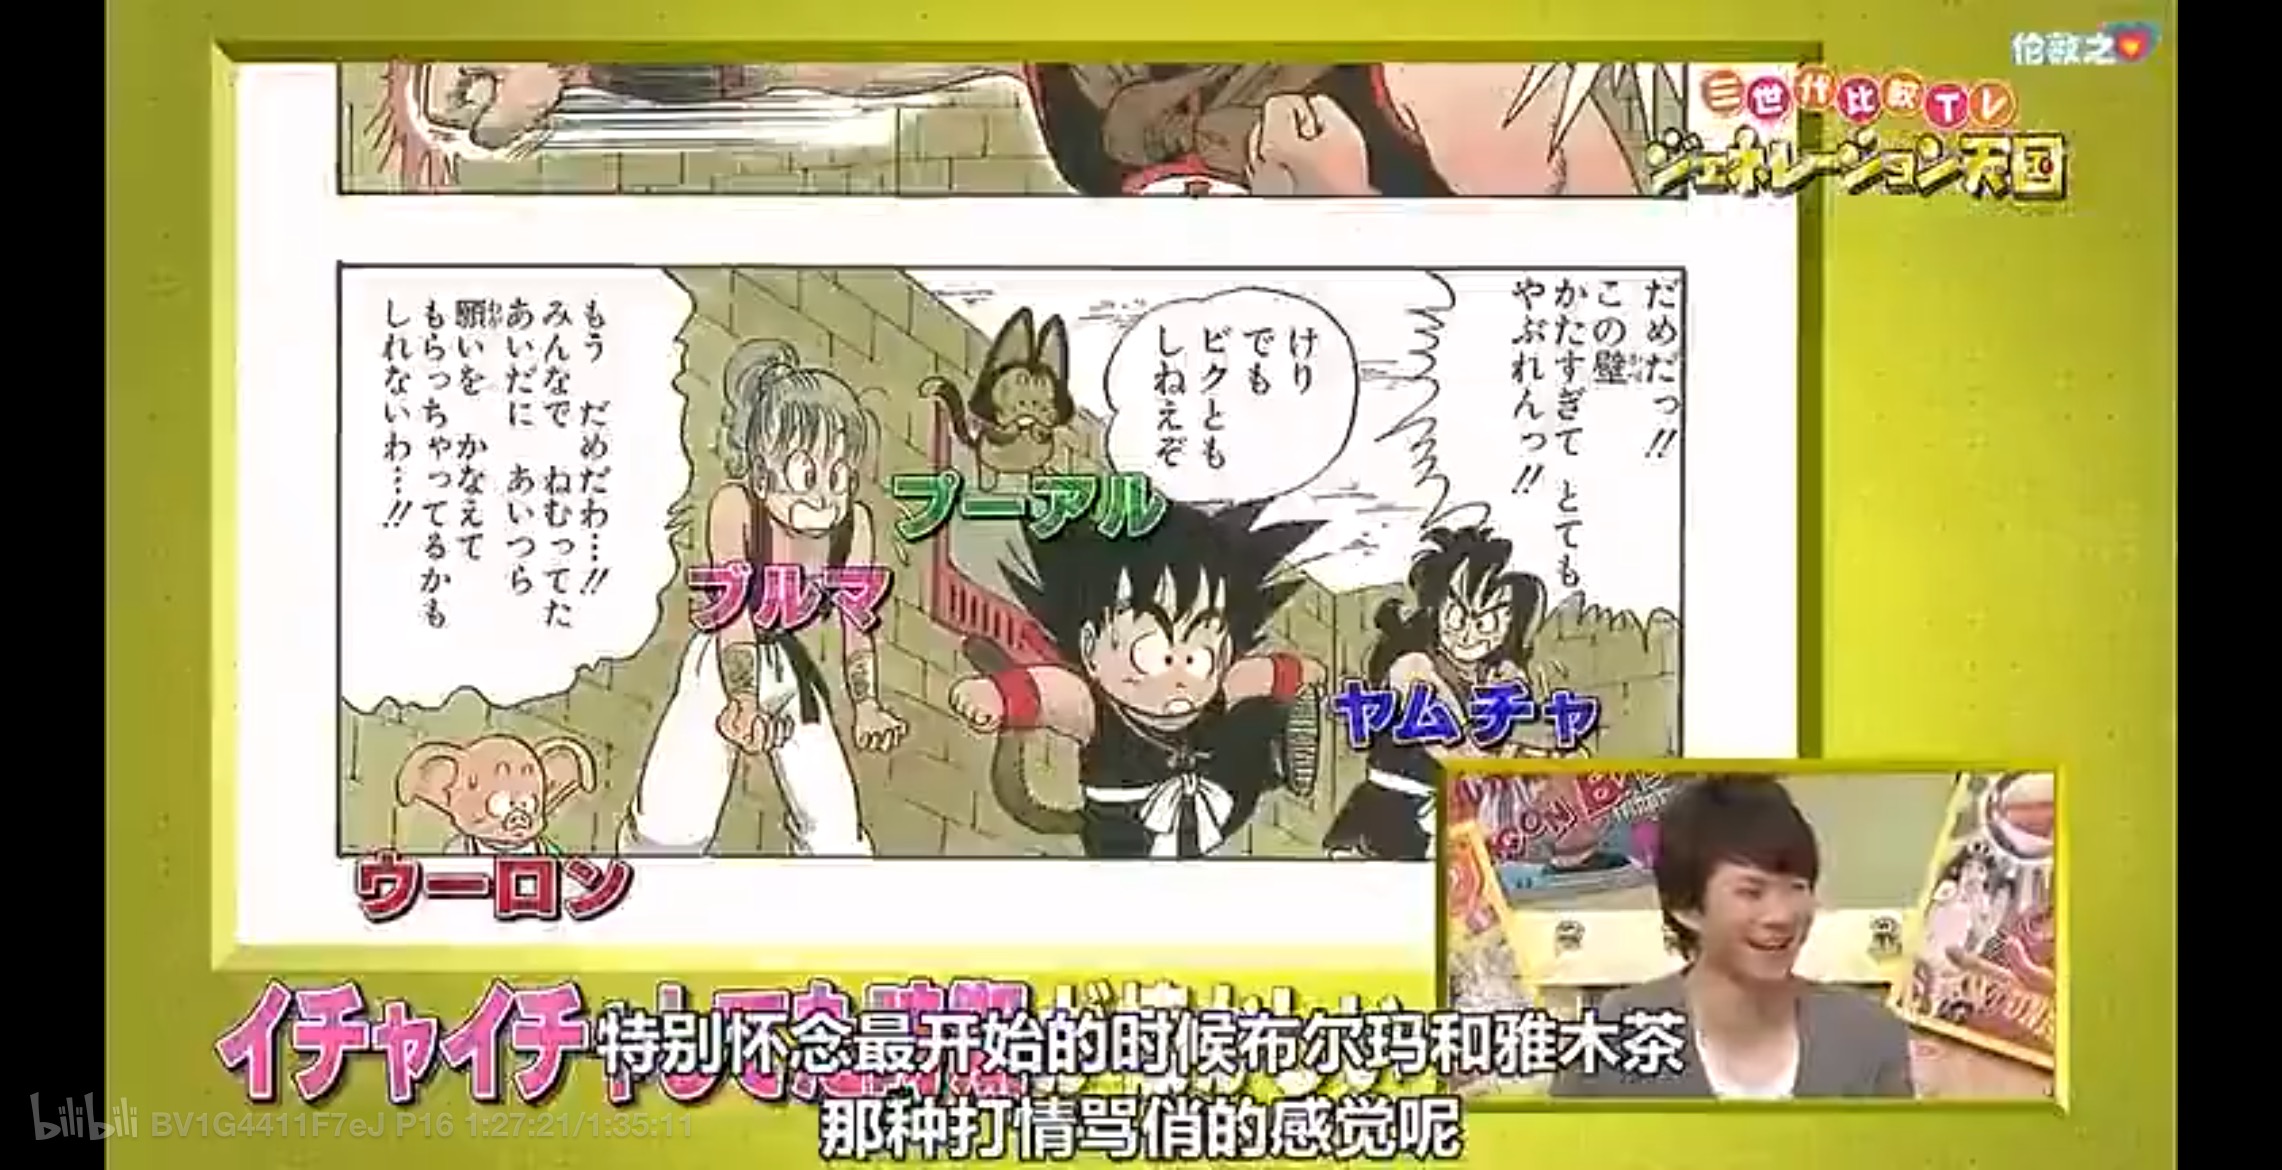 伦敦之
三世代比較TV
ジェネレーション天国
だめだっ!!
この壁
かたすぎて とても
やぶれんっ!!
けり
でも
ビクとも
しねえぞ
もう だめだわ…!!
みんなで ねむってた
あいだに あいつら
願いを かなえて
もらっちゃってるかも
しれないわ…!!
プーアル
ブルマ
ヤムチャ
ウーロン
イチャイチャ
特别怀念最开始的时候布尔玛和雅木茶
那种打情骂俏的感觉呢
bilibili BV1G4411F7eJ P16 1:27:21/1:35:11